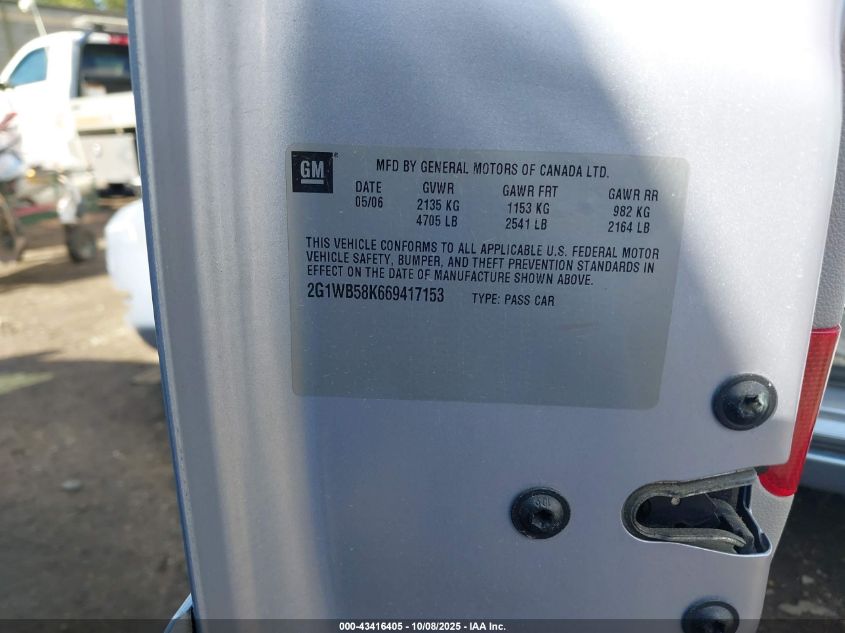 GM
MFD BY GENERAL MOTORS OF CANADA LTD.
DATE GVWR GAWR FRT GAWR RR
05/06 2135 KG 1153 KG 982 KG
4705 LB 2541 LB 2164 LB
THIS VEHICLE CONFORMS TO ALL APPLICABLE U.S. FEDERAL MOTOR
VEHICLE SAFETY, BUMPER, AND THEFT PREVENTION STANDARDS IN
EFFECT ON THE DATE OF MANUFACTURE SHOWN ABOVE.
2G1WB58K669417153 TYPE: PASS CAR
000-43416405 - 10/08/2025 - IAA Inc.